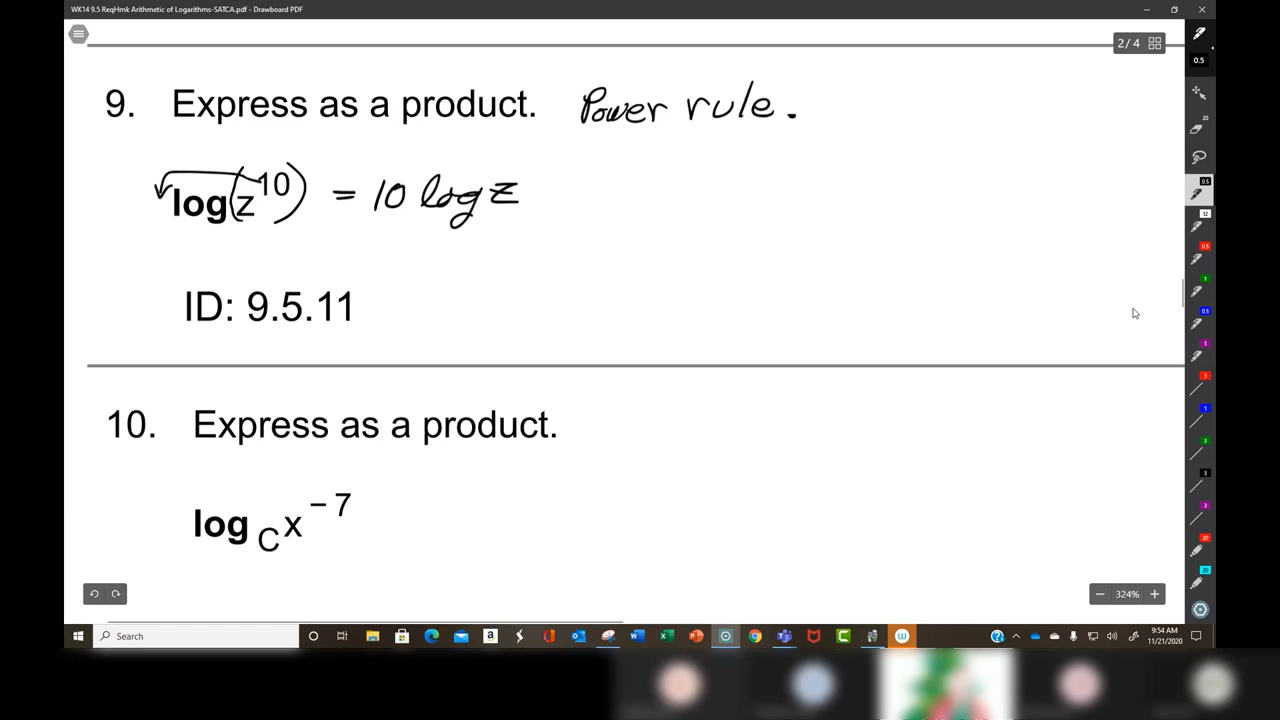 WK14 9.5 ReqHmk Arithmetic of Logarithms-SATCA.pdf - Drawboard PDF
2/4
0.5
9. Express as a product. Power rule.
log(z^10) = 10 log z
ID: 9.5.11
10. Express as a product.
log_C x^-7
324%
Search
9:54 AM
11/21/2020